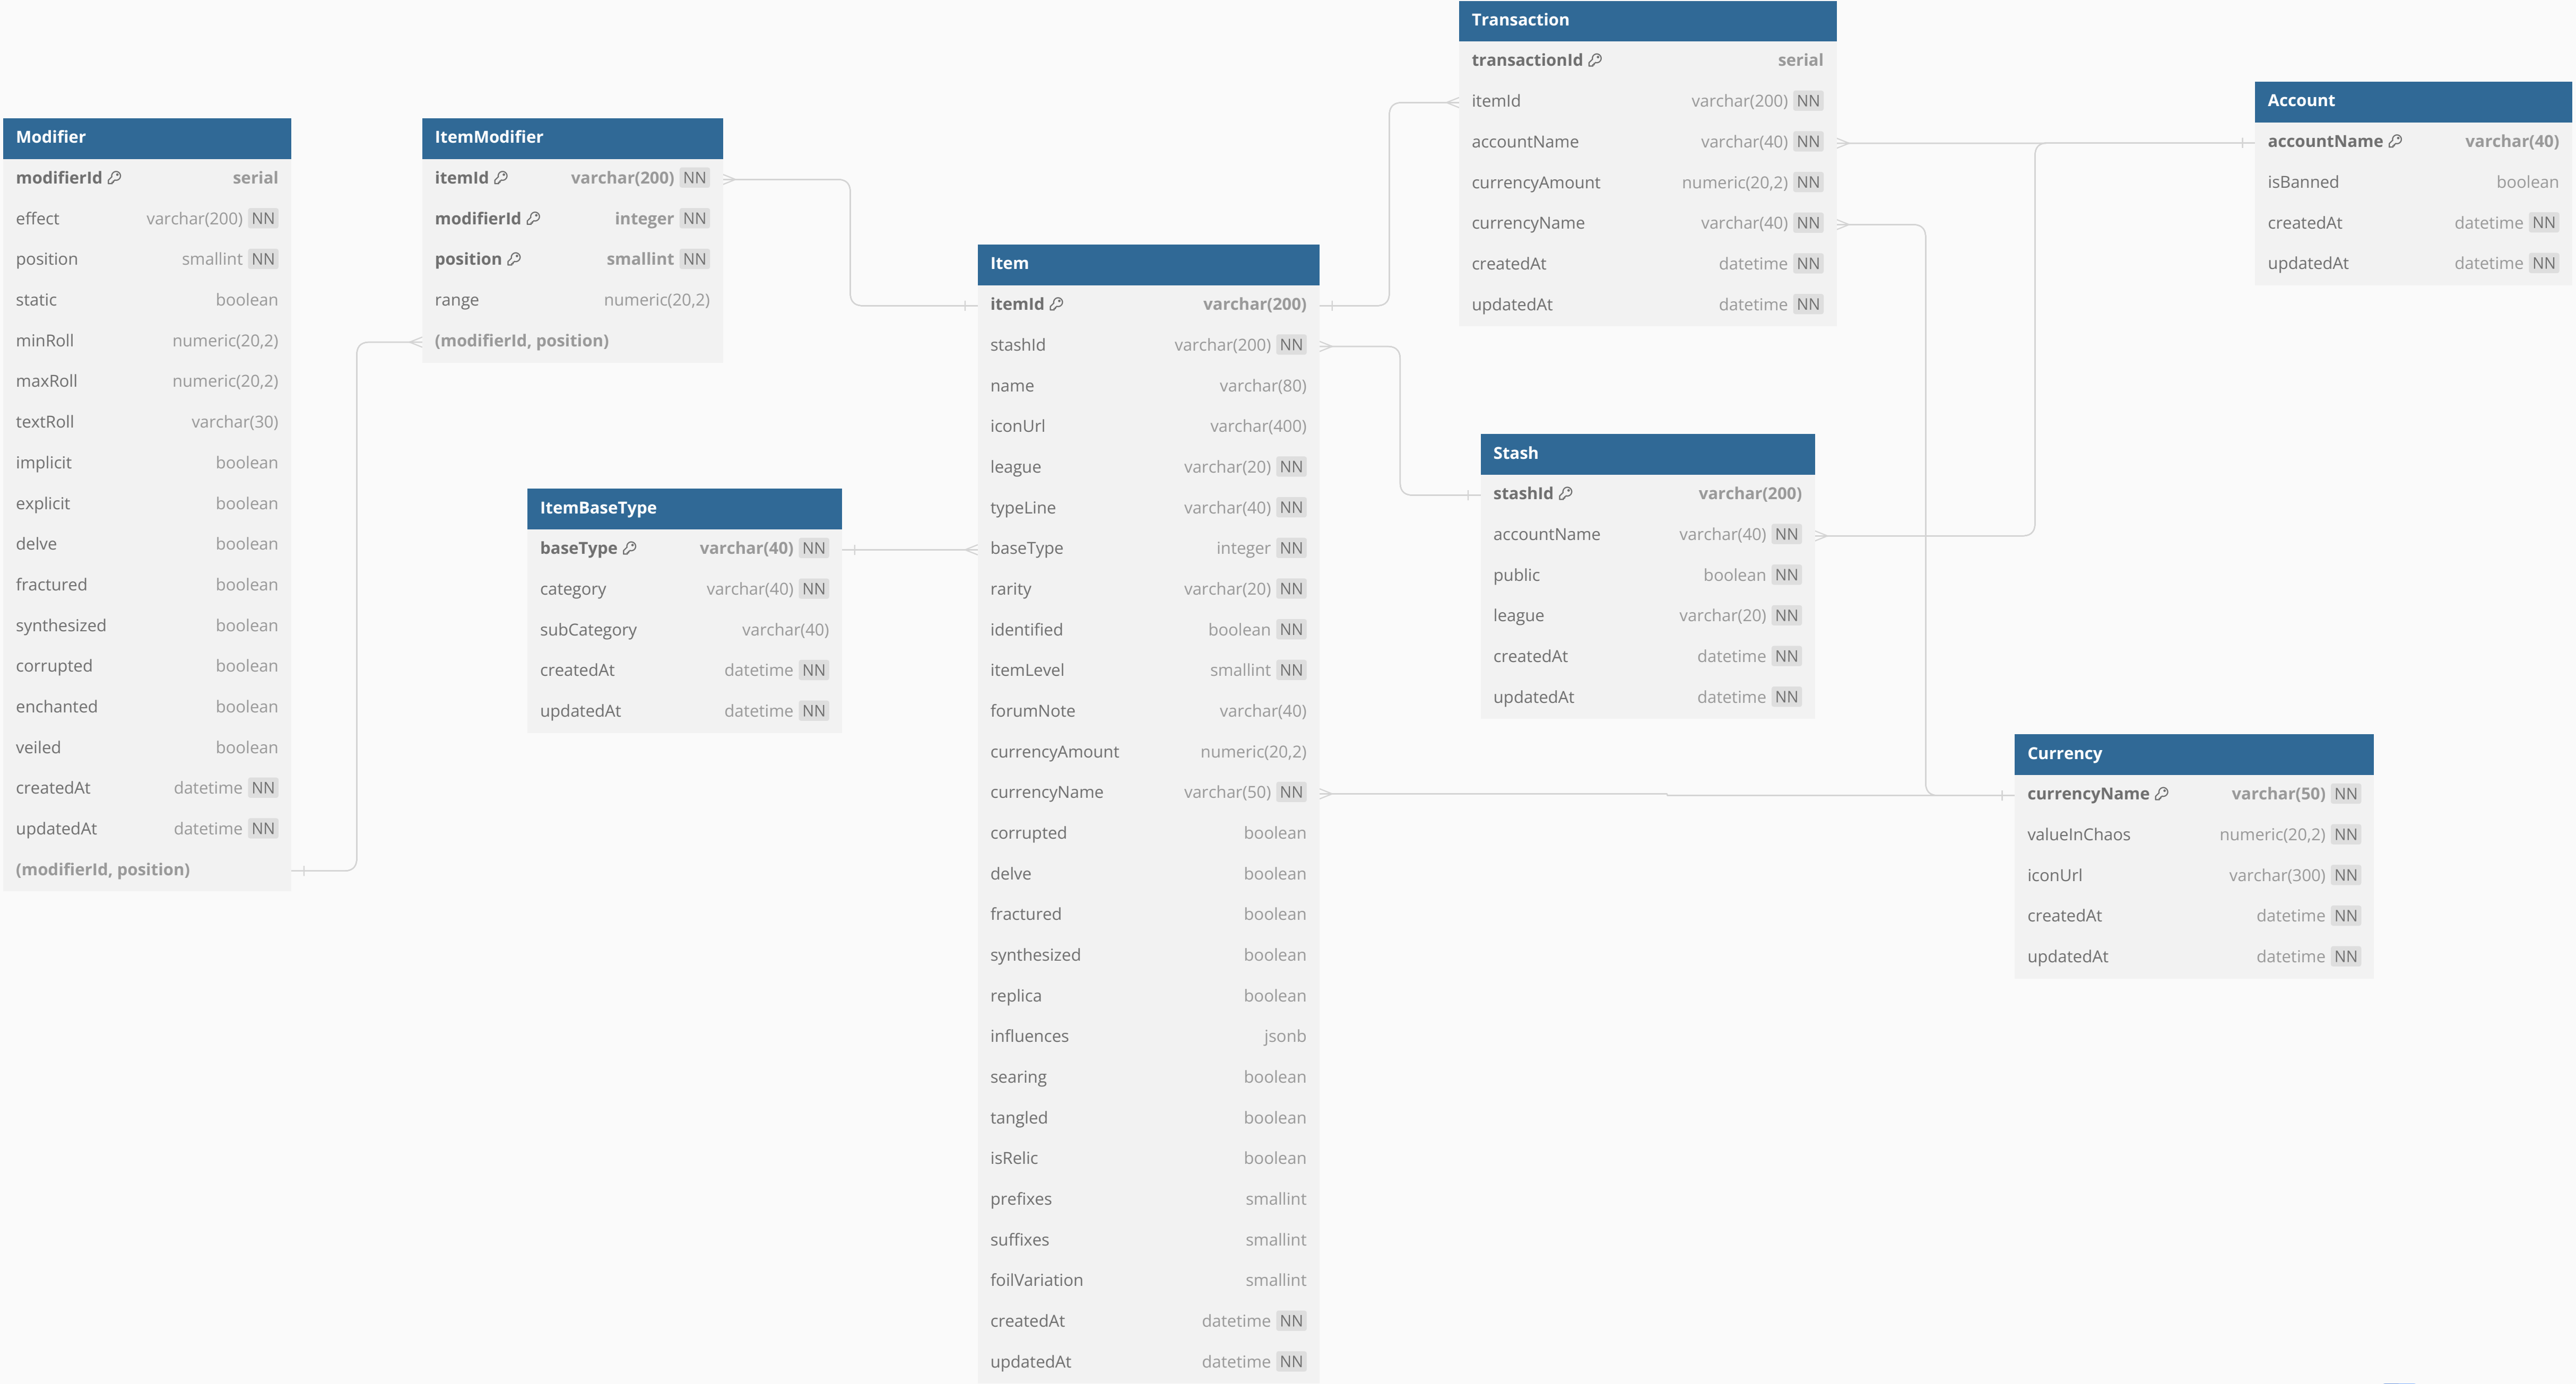 Modifier
modifierId serial
effect varchar(200) NN
position smallint NN
static boolean
minRoll numeric(20,2)
maxRoll numeric(20,2)
textRoll varchar(30)
implicit boolean
explicit boolean
delve boolean
fractured boolean
synthesized boolean
corrupted boolean
enchanted boolean
veiled boolean
createdAt datetime NN
updatedAt datetime NN
(modifierId, position)
ItemModifier
itemId varchar(200) NN
modifierId integer NN
position smallint NN
range numeric(20,2)
(modifierId, position)
ItemBaseType
baseType varchar(40) NN
category varchar(40) NN
subCategory varchar(40)
createdAt datetime NN
updatedAt datetime NN
Item
itemId varchar(200)
stashId varchar(200) NN
name varchar(80)
iconUrl varchar(400)
league varchar(20) NN
typeLine varchar(40) NN
baseType integer NN
rarity varchar(20) NN
identified boolean NN
itemLevel smallint NN
forumNote varchar(40)
currencyAmount numeric(20,2)
currencyName varchar(50) NN
corrupted boolean
delve boolean
fractured boolean
synthesized boolean
replica boolean
influences jsonb
searing boolean
tangled boolean
isRelic boolean
prefixes smallint
suffixes smallint
foilVariation smallint
createdAt datetime NN
updatedAt datetime NN
Transaction
transactionId serial
itemId varchar(200) NN
accountName varchar(40) NN
currencyAmount numeric(20,2) NN
currencyName varchar(40) NN
createdAt datetime NN
updatedAt datetime NN
Stash
stashId varchar(200)
accountName varchar(40) NN
public boolean NN
league varchar(20) NN
createdAt datetime NN
updatedAt datetime NN
Account
accountName varchar(40)
isBanned boolean
createdAt datetime NN
updatedAt datetime NN
Currency
currencyName varchar(50) NN
valueInChaos numeric(20,2) NN
iconUrl varchar(300) NN
createdAt datetime NN
updatedAt datetime NN